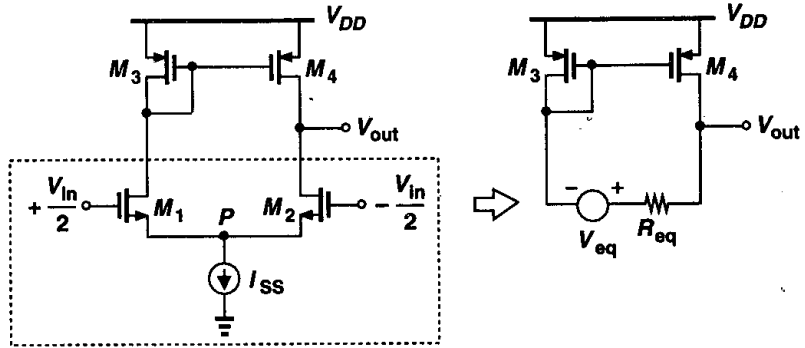 V_DD
M_3
M_4
V_out
+ V_in/2
M_1
P
M_2
− V_in/2
I_SS
V_DD
M_3
M_4
V_out
− +
V_eq
R_eq